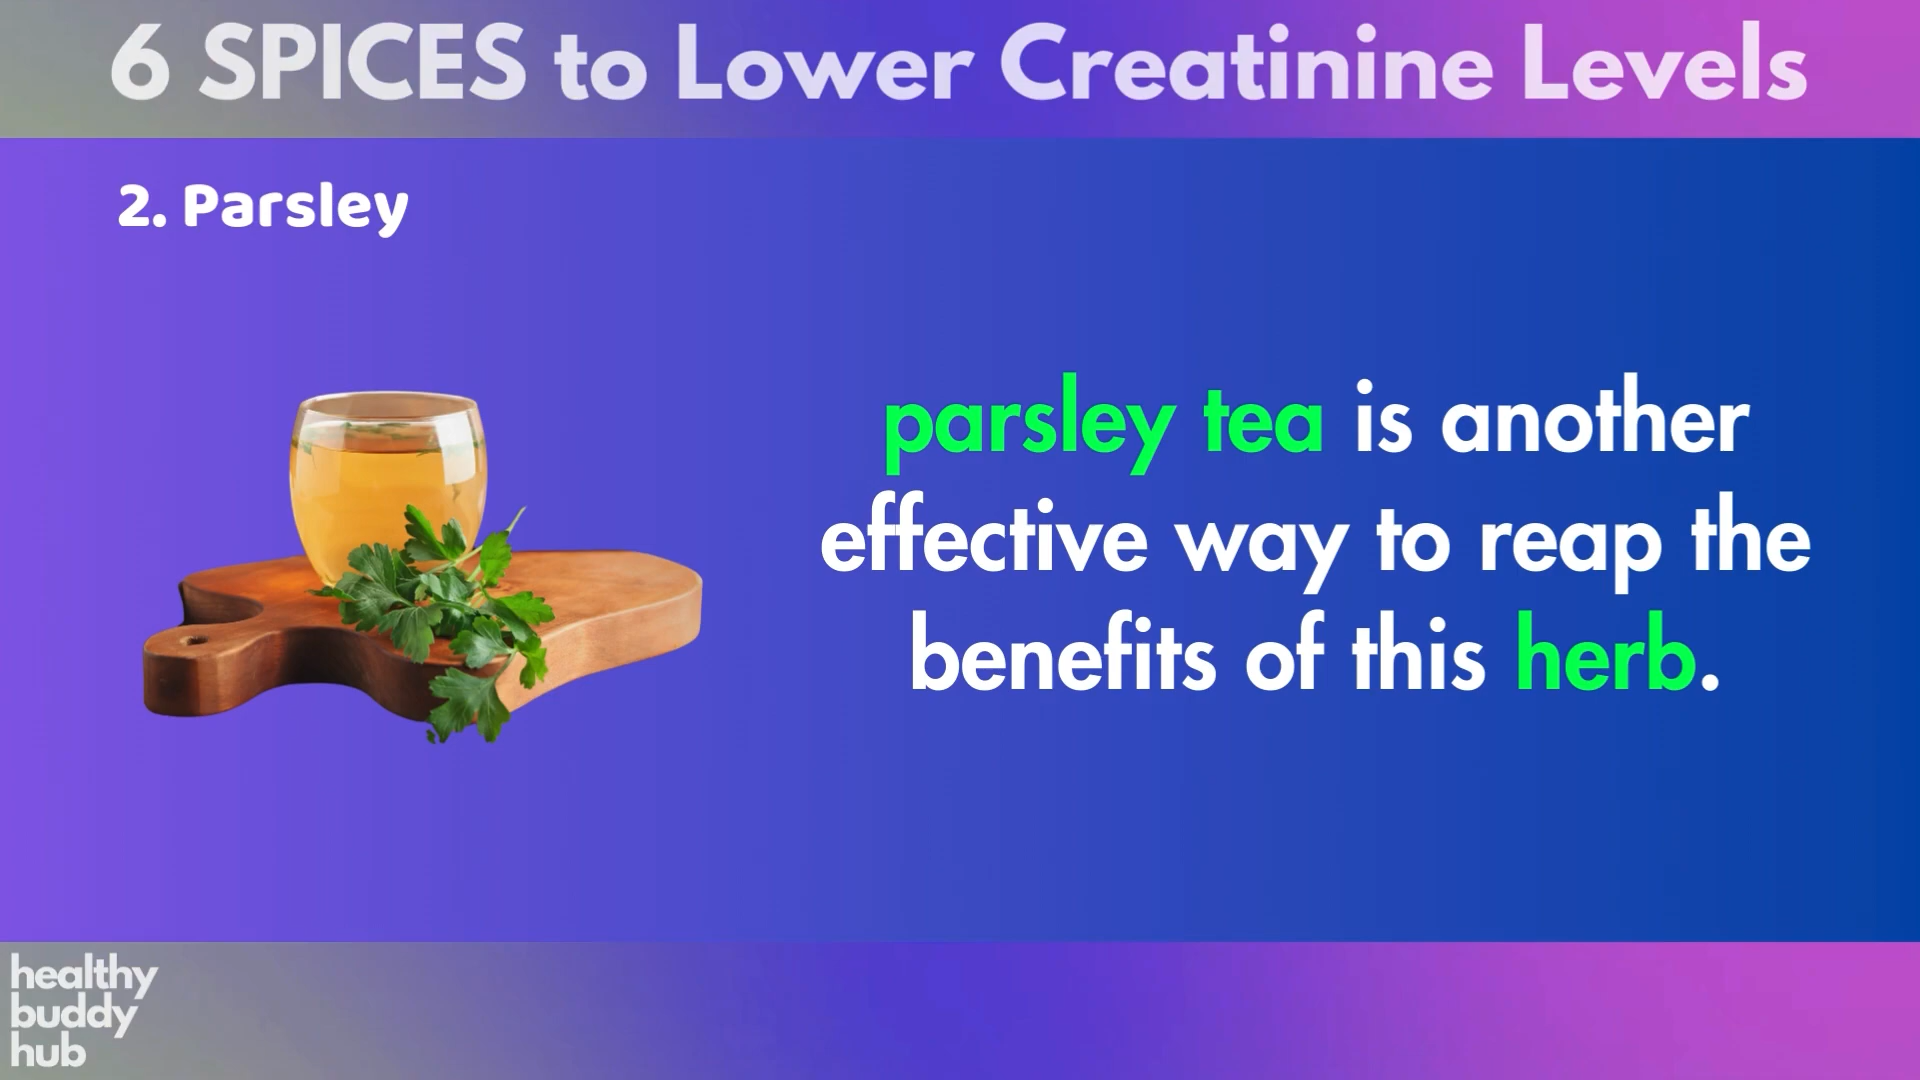 6 SPICES to Lower Creatinine Levels
2. Parsley
parsley tea is another
effective way to reap the
benefits of this herb.
healthy
buddy
hub